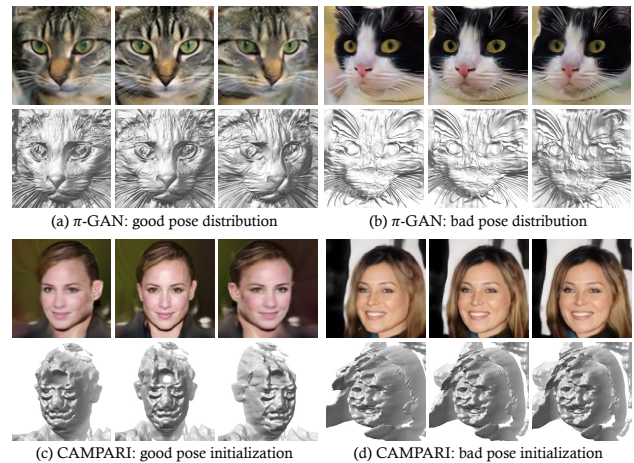 (a) π-GAN: good pose distribution
(b) π-GAN: bad pose distribution
(c) CAMPARI: good pose initialization
(d) CAMPARI: bad pose initialization